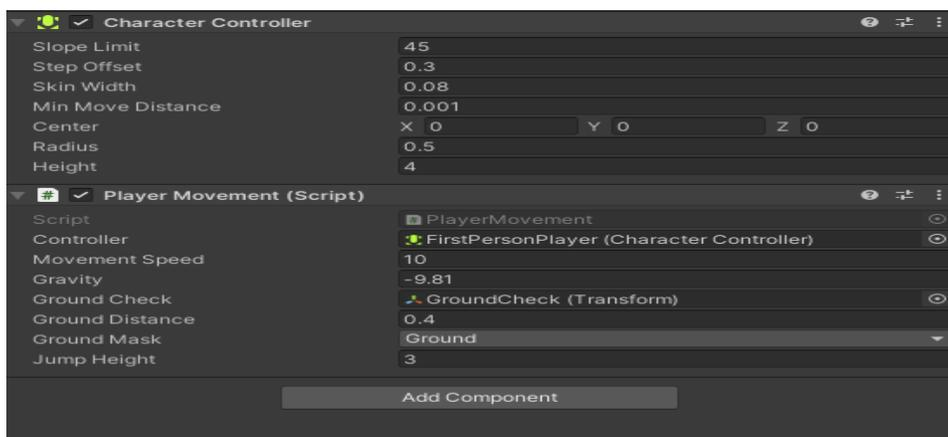 Character Controller
Slope Limit 45
Step Offset 0.3
Skin Width 0.08
Min Move Distance 0.001
Center X 0 Y 0 Z 0
Radius 0.5
Height 4
# Player Movement (Script)
Script # PlayerMovement
Controller FirstPersonPlayer (Character Controller)
Movement Speed 10
Gravity -9.81
Ground Check GroundCheck (Transform)
Ground Distance 0.4
Ground Mask Ground
Jump Height 3
Add Component